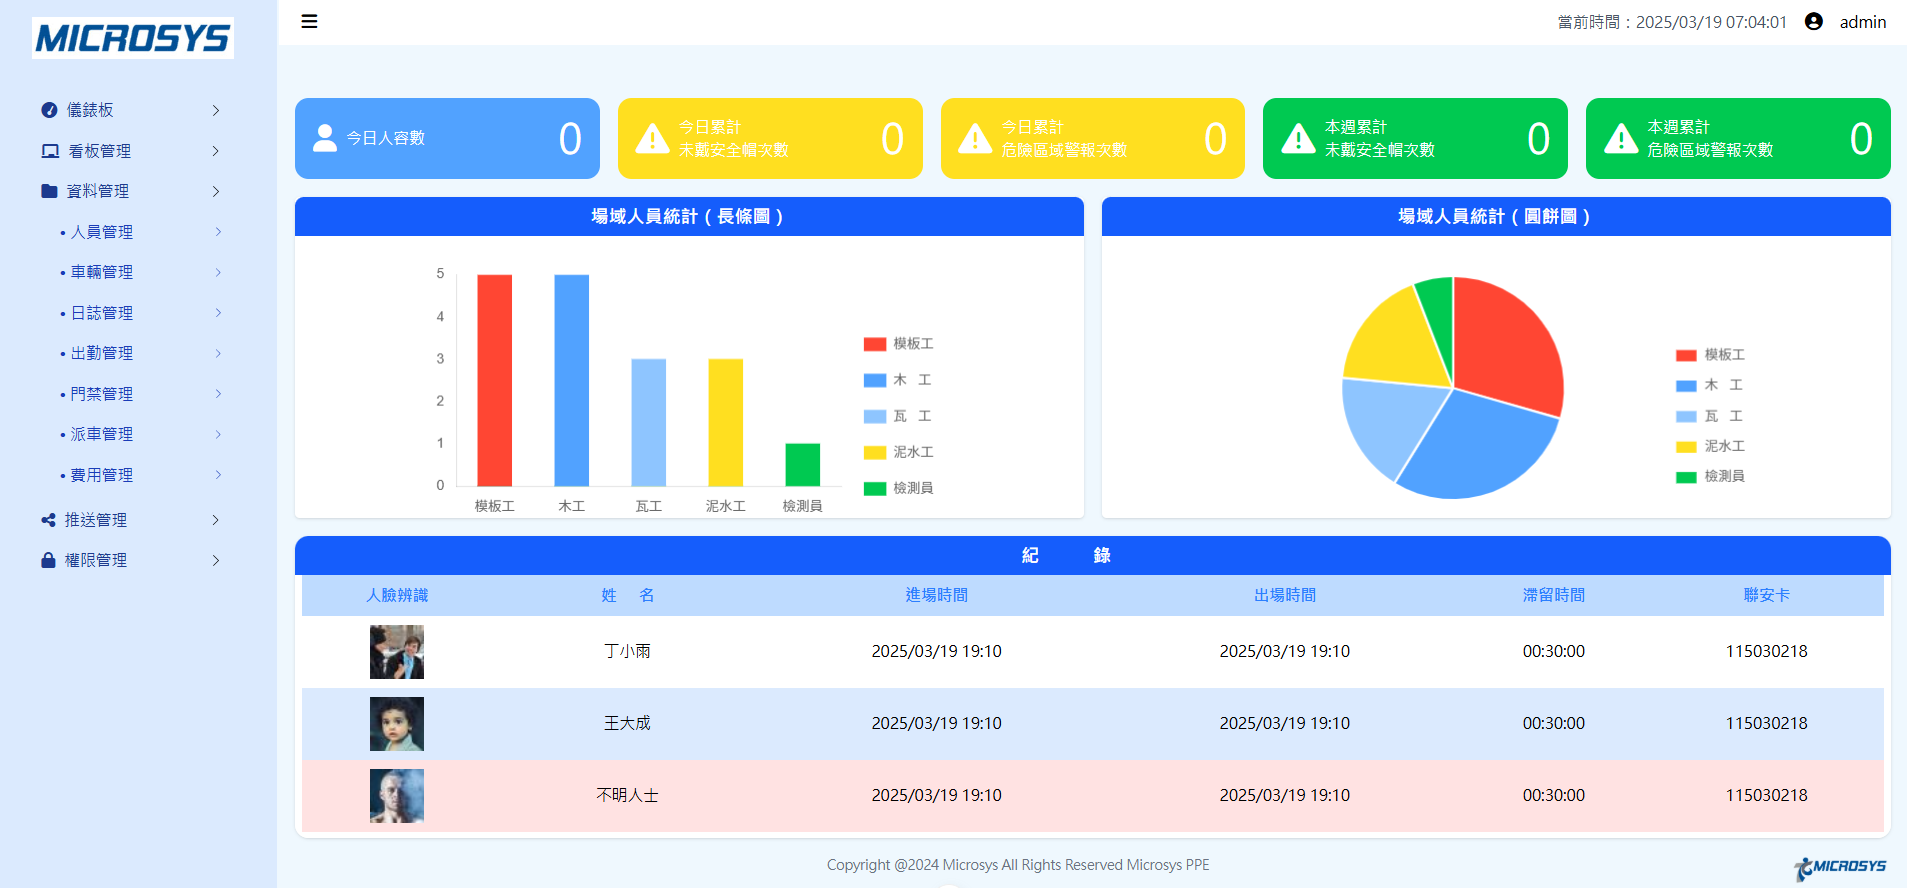 MICROSYS
當前時間：2025/03/19 07:04:01
admin
儀錶板
看板管理
資料管理
• 人員管理
• 車輛管理
• 日誌管理
• 出勤管理
• 門禁管理
• 派車管理
• 費用管理
推送管理
權限管理
今日人容數
0
今日累計
未戴安全帽次數
0
今日累計
危險區域警報次數
0
本週累計
未戴安全帽次數
0
本週累計
危險區域警報次數
0
場域人員統計 ( 長條圖 )
5
4
3
2
1
0
模板工
木工
瓦工
泥水工
檢測員
模板工
木 工
瓦 工
泥水工
檢測員
場域人員統計 ( 圓餅圖 )
模板工
木 工
瓦 工
泥水工
檢測員
紀 錄
人臉辨識 姓 名 進場時間 出場時間 滯留時間 聯安卡
丁小雨 2025/03/19 19:10 2025/03/19 19:10 00:30:00 115030218
王大成 2025/03/19 19:10 2025/03/19 19:10 00:30:00 115030218
不明人士 2025/03/19 19:10 2025/03/19 19:10 00:30:00 115030218
Copyright @2024 Microsys All Rights Reserved Microsys PPE
MICROSYS